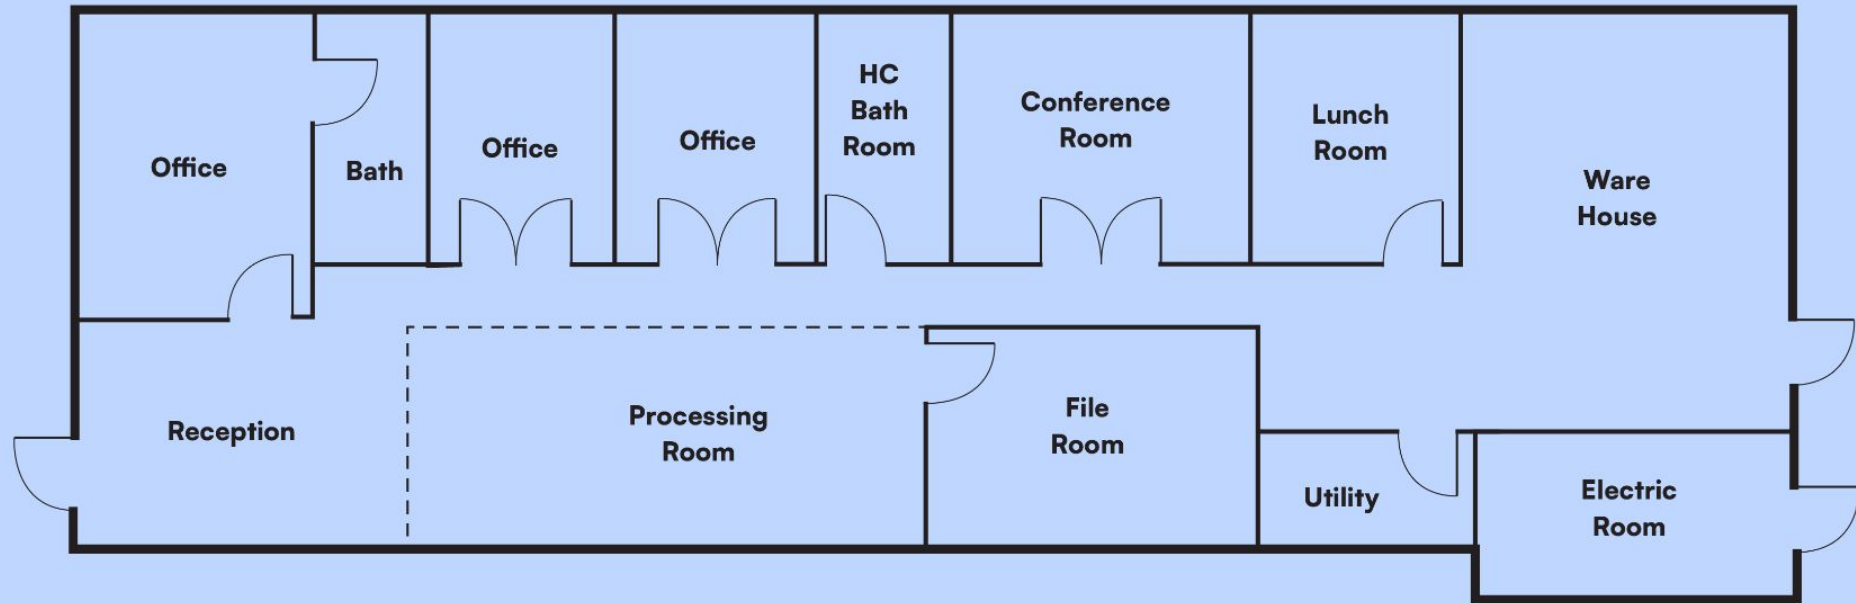 Office
Bath
Office
Office
HC
Bath
Room
Conference
Room
Lunch
Room
Ware
House
Reception
Processing
Room
File
Room
Utility
Electric
Room